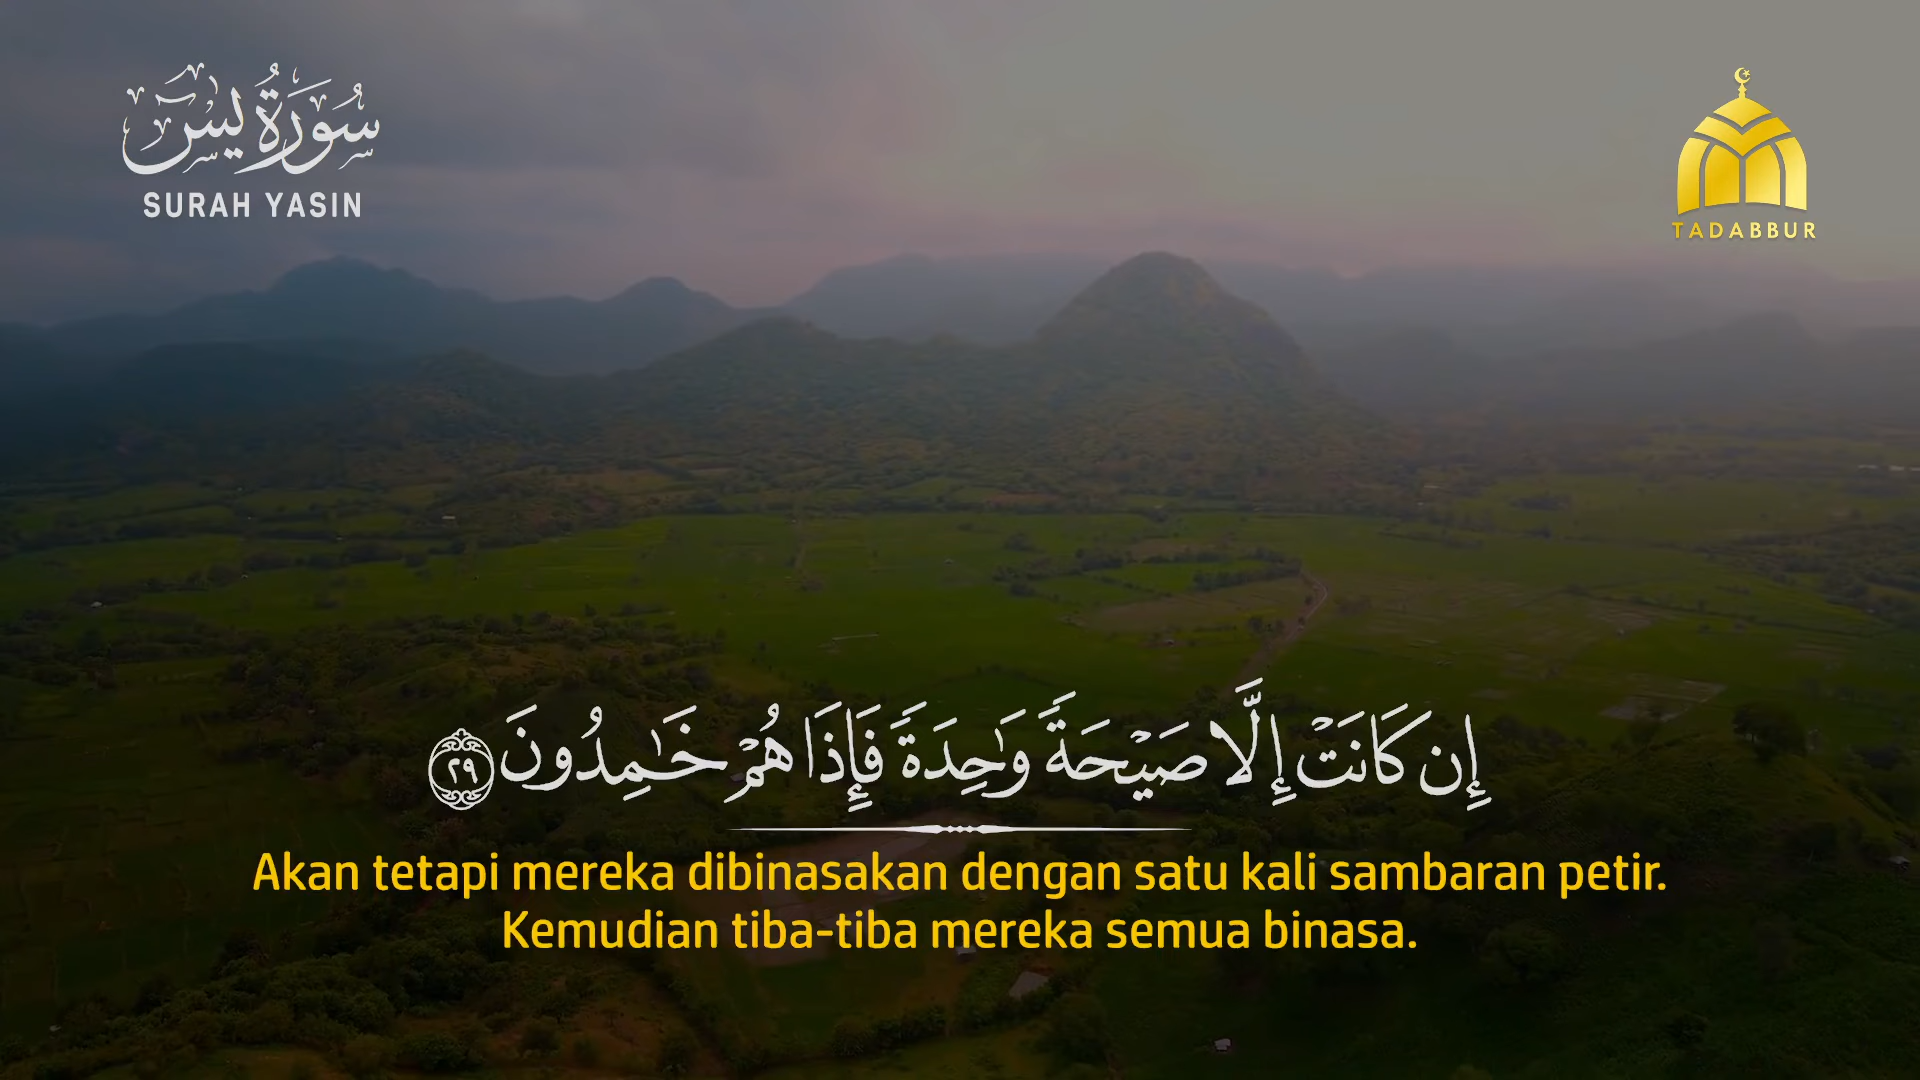 سُورَةُ يسٓ
SURAH YASIN
TADABBUR
إِن كَانَتْ إِلَّا صَيْحَةً وَٰحِدَةً فَإِذَا هُمْ خَٰمِدُونَ ٢٩
Akan tetapi mereka dibinasakan dengan satu kali sambaran petir.
Kemudian tiba-tiba mereka semua binasa.